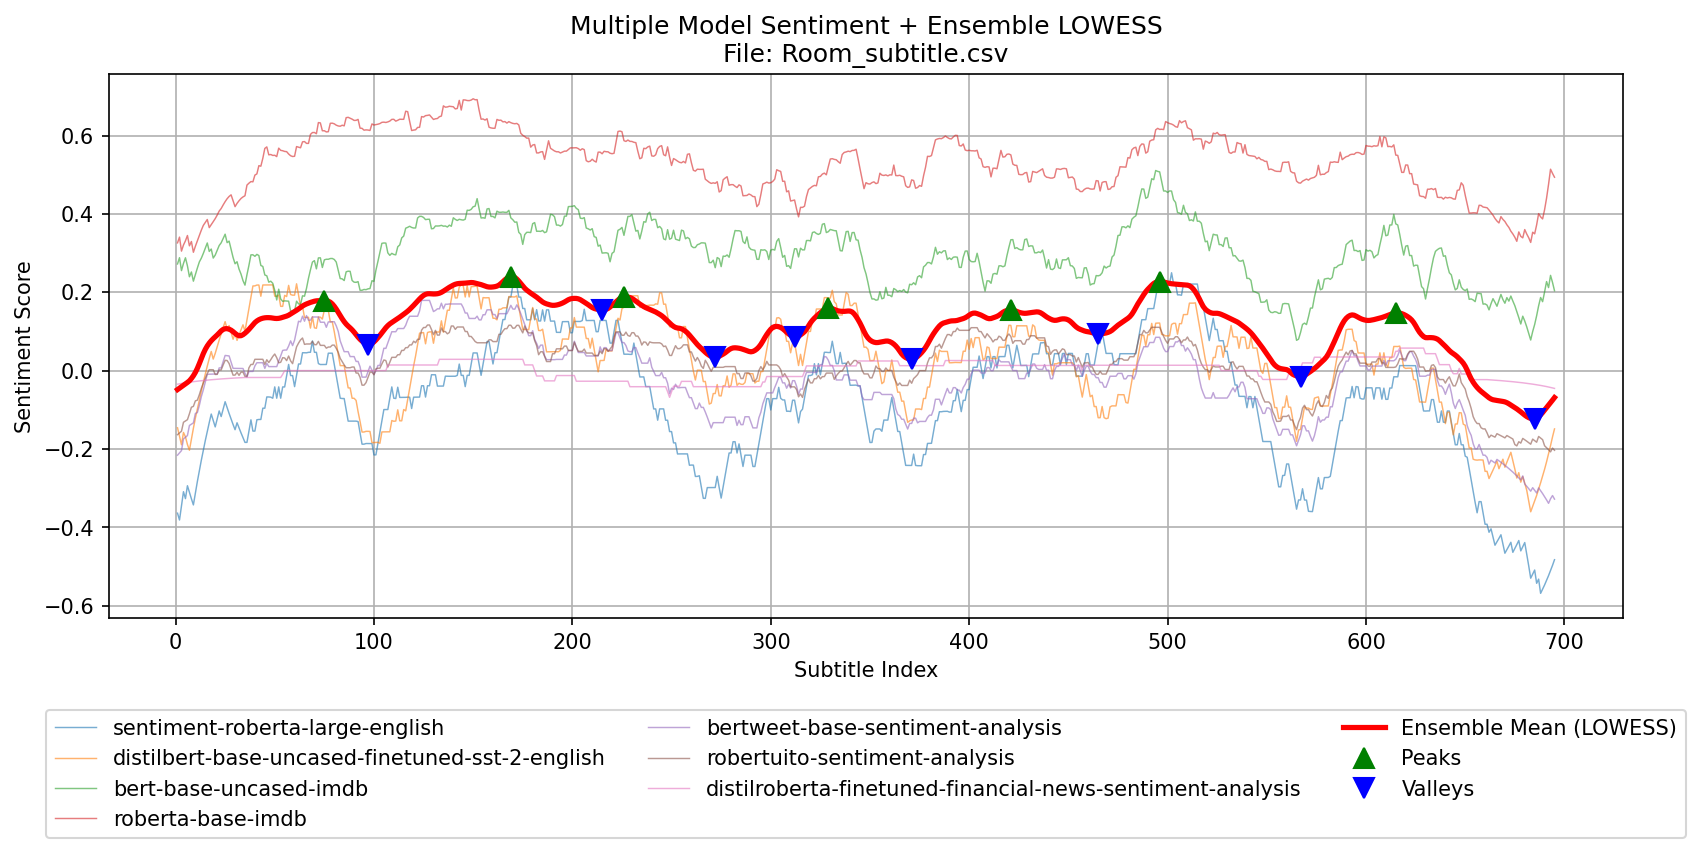 Multiple Model Sentiment + Ensemble LOWESS
File: Room_subtitle.csv
Sentiment Score
0.6
0.4
0.2
0.0
−0.2
−0.4
−0.6
0 100 200 300 400 500 600 700
Subtitle Index
sentiment-roberta-large-english
distilbert-base-uncased-finetuned-sst-2-english
bert-base-uncased-imdb
roberta-base-imdb
bertweet-base-sentiment-analysis
robertuito-sentiment-analysis
distilroberta-finetuned-financial-news-sentiment-analysis
Ensemble Mean (LOWESS)
Peaks
Valleys